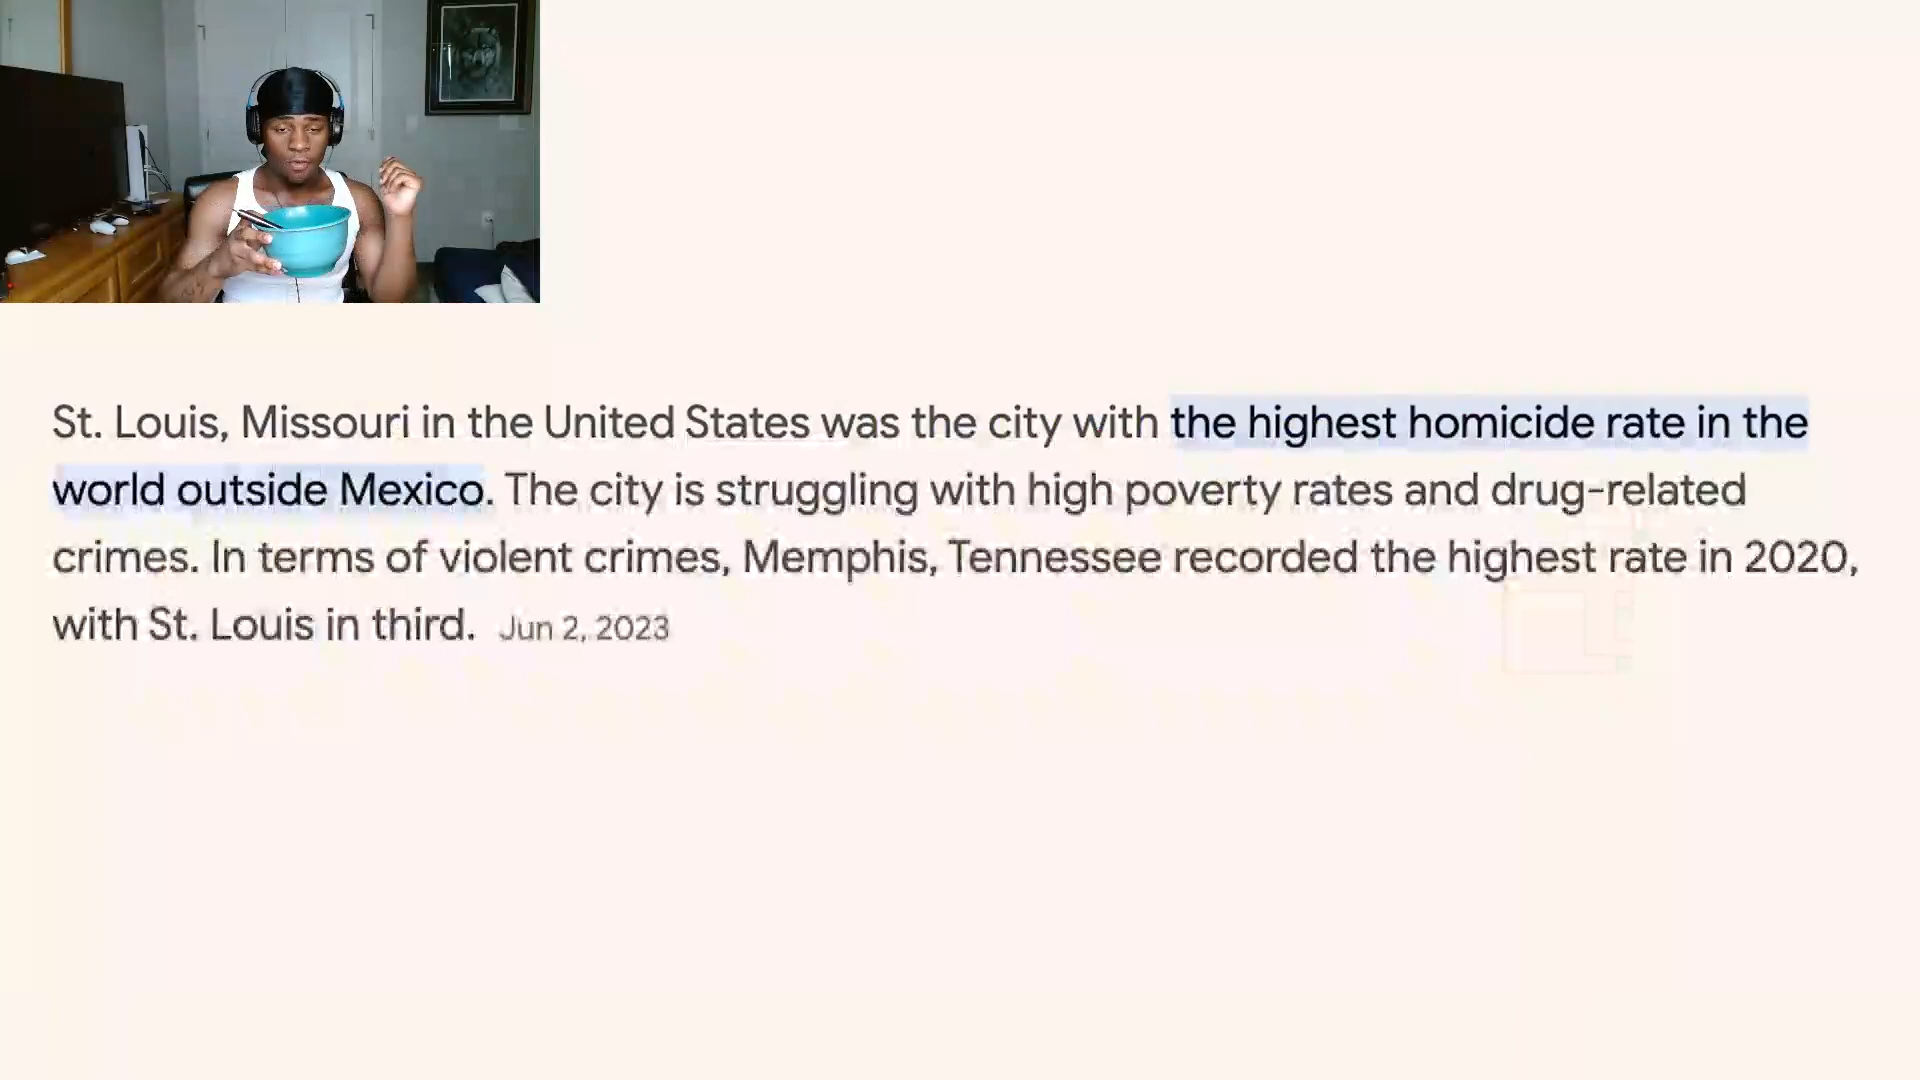 St. Louis, Missouri in the United States was the city with the highest homicide rate in the
world outside Mexico. The city is struggling with high poverty rates and drug-related
crimes. In terms of violent crimes, Memphis, Tennessee recorded the highest rate in 2020,
with St. Louis in third. Jun 2, 2023